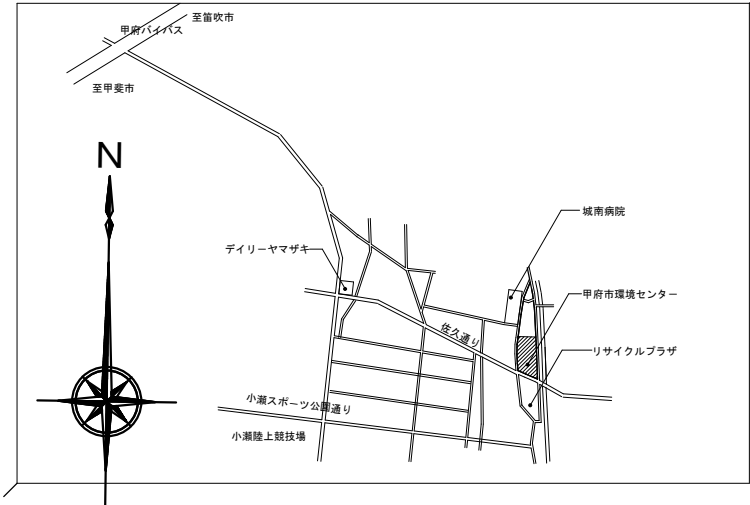 至笛吹市
甲府バイパス
至甲斐市
N
城南病院
デイリーヤマザキ
甲府市環境センター
佐久通り
リサイクルプラザ
小瀬スポーツ公園通り
小瀬陸上競技場